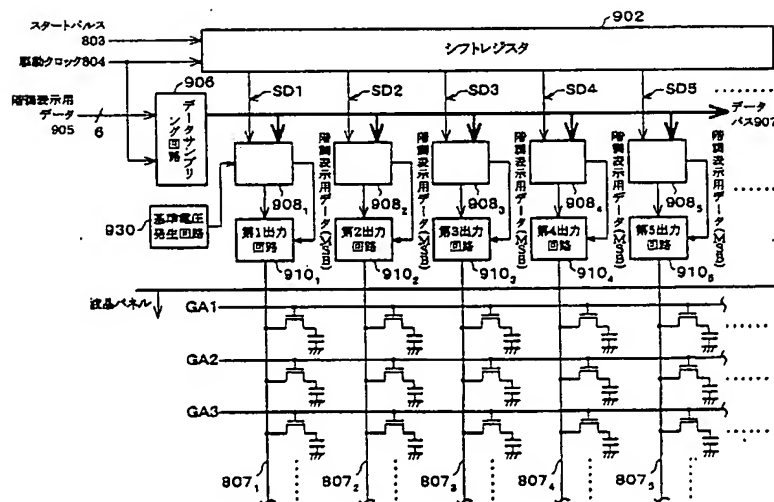 902
スタートパルス
803
シフトレジスタ
駆動クロック804
906
SD1
SD2
SD3
SD4
SD5
階調表示用
データ
905
6
データサンプリング回路
データ
バス907
階調表示用データ(MSB)
階調表示用データ(MSB)
階調表示用データ(MSB)
階調表示用データ(MSB)
階調表示用データ(MSB)
908₁
908₂
908₃
908₄
908₅
930
基準電圧
発生回路
第1出力
回路
第2出力
回路
第3出力
回路
第4出力
回路
第5出力
回路
910₁
910₂
910₃
910₄
910₅
液晶パネル
GA1
GA2
GA3
807₁
807₂
807₃
807₄
807₅